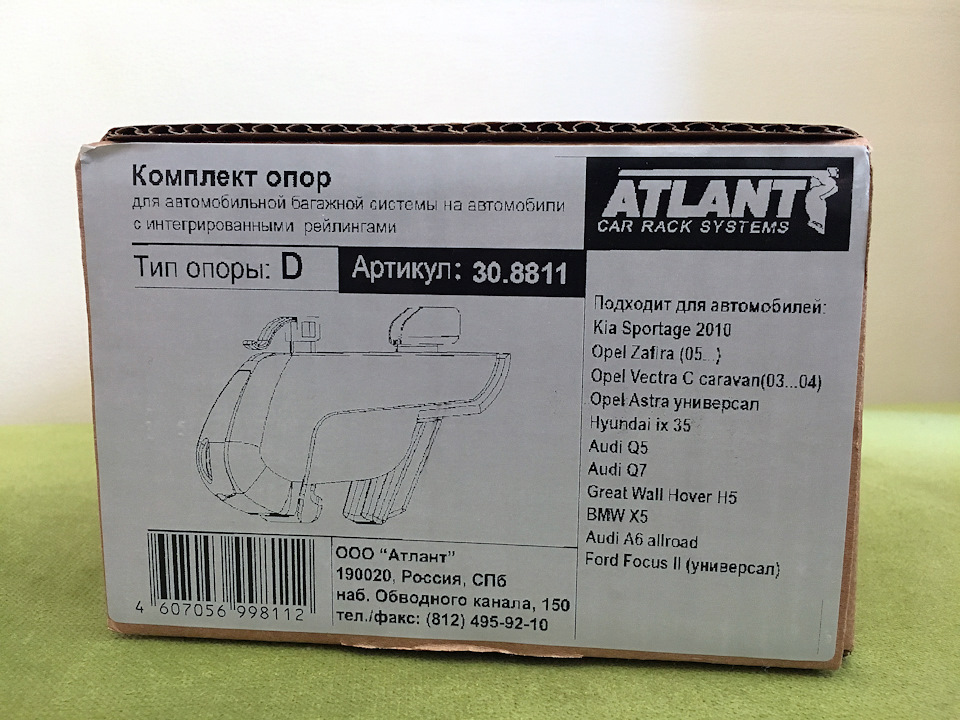 Комплект опор
для автомобильной багажной системы на автомобили
с интегрированными рейлингами
Тип опоры: D
Артикул: 30.8811
ATLANT
CAR RACK SYSTEMS
Подходит для автомобилей:
Kia Sportage 2010
Opel Zafira (05...)
Opel Vectra C caravan(03...04)
Opel Astra универсал
Hyundai ix 35
Audi Q5
Audi Q7
Great Wall Hover H5
BMW X5
Audi A6 allroad
Ford Focus II (универсал)
4 607056 998112
ООО “Атлант”
190020, Россия, СПб
наб. Обводного канала, 150
тел./факс: (812) 495-92-10